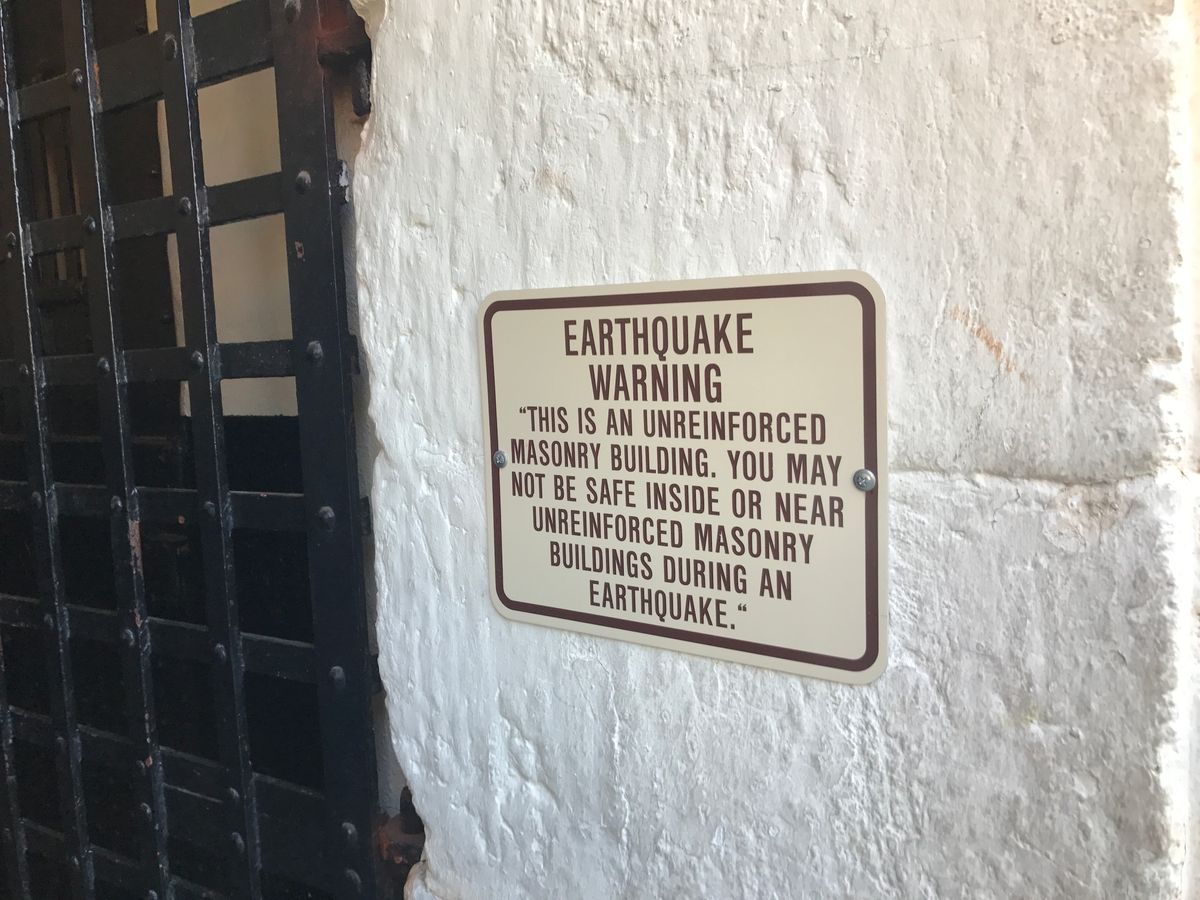 EARTHQUAKE
WARNING
“THIS IS AN UNREINFORCED
MASONRY BUILDING. YOU MAY
NOT BE SAFE INSIDE OR NEAR
UNREINFORCED MASONRY
BUILDINGS DURING AN
EARTHQUAKE.“